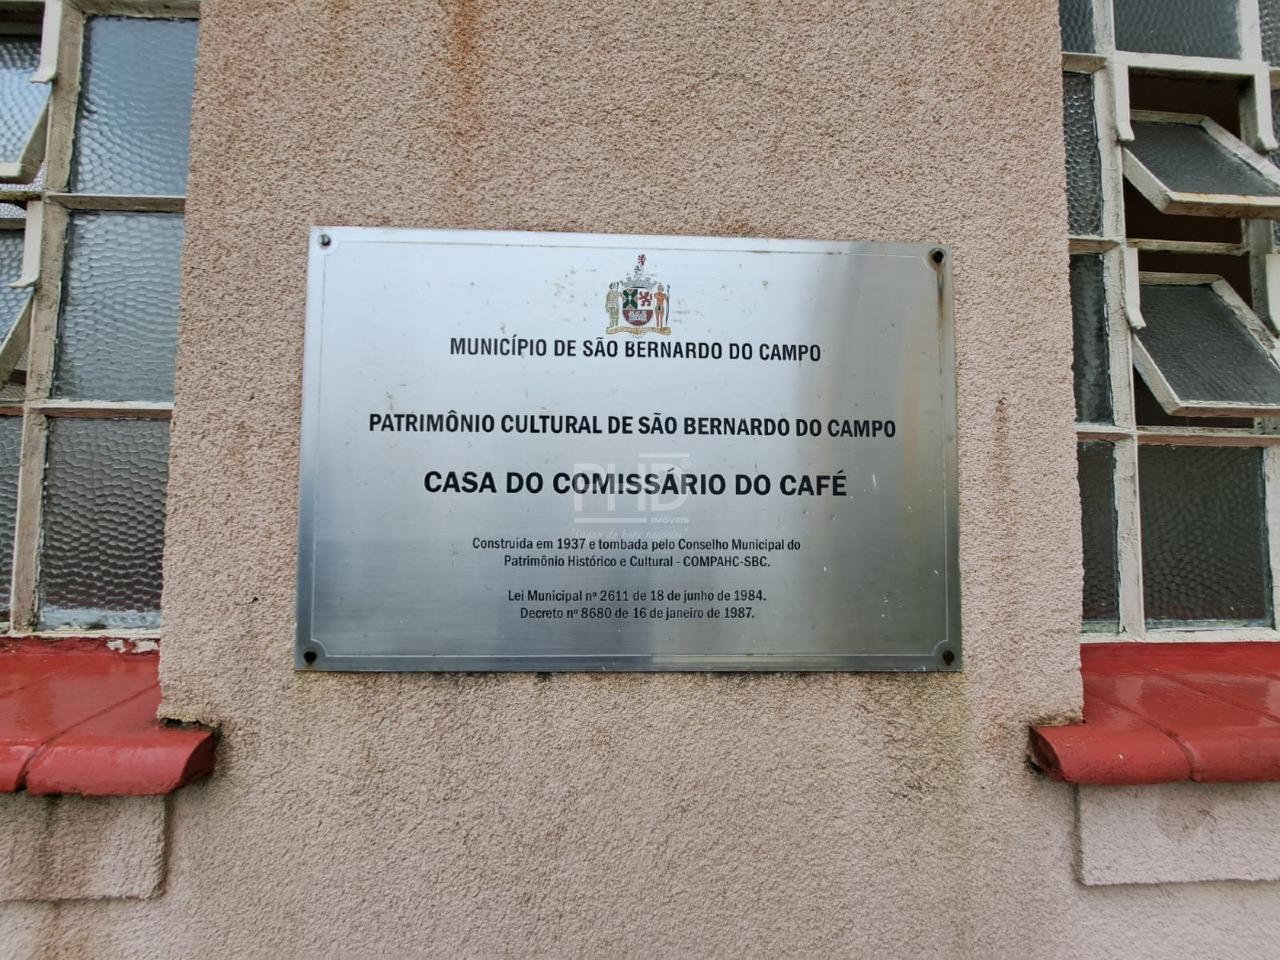 MUNICÍPIO DE SÃO BERNARDO DO CAMPO
PATRIMÔNIO CULTURAL DE SÃO BERNARDO DO CAMPO
CASA DO COMISSÁRIO DO CAFÉ
PHD
IMÓVEIS
Construída em 1937 e tombada pelo Conselho Municipal do
Patrimônio Histórico e Cultural - COMPAHC-SBC.
Lei Municipal nº 2611 de 18 de junho de 1984.
Decreto nº 8680 de 16 de janeiro de 1987.